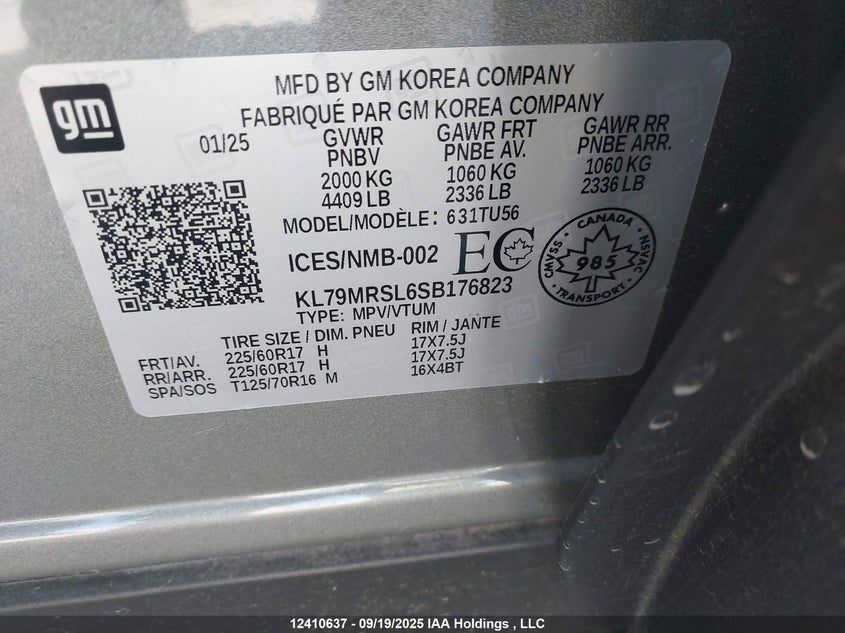 gm
MFD BY GM KOREA COMPANY
FABRIQUÉ PAR GM KOREA COMPANY
01/25 GVWR GAWR FRT GAWR RR
PNBV PNBE AV. PNBE ARR.
2000 KG 1060 KG 1060 KG
4409 LB 2336 LB 2336 LB
MODEL/MODÈLE: 631TU56
ICES/NMB-002 EC
CANADA
CMVSS 985 NSVAC
TRANSPORT
KL79MRSL6SB176823
TYPE: MPV/VTUM
TIRE SIZE / DIM. PNEU RIM / JANTE
FRT/AV. 225/60R17 H 17X7.5J
RR/ARR. 225/60R17 H 17X7.5J
SPA/SOS T125/70R16 M 16X4BT
12410637 - 09/19/2025 IAA Holdings , LLC